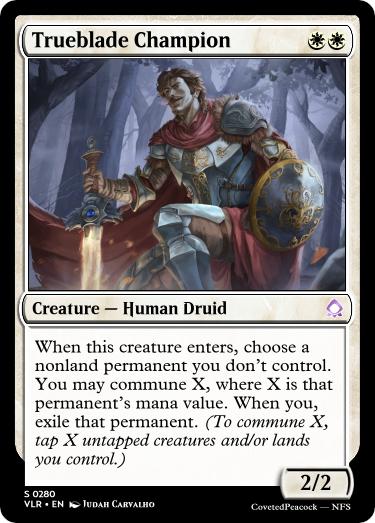 Trueblade Champion
Creature — Human Druid
When this creature enters, choose a
nonland permanent you don't control.
You may commune X, where X is that
permanent's mana value. When you,
exile that permanent. (To commune X,
tap X untapped creatures and/or lands
you control.)
2/2
S 0280
VLR • EN Judah Carvalho
CovetedPeacock — NFS